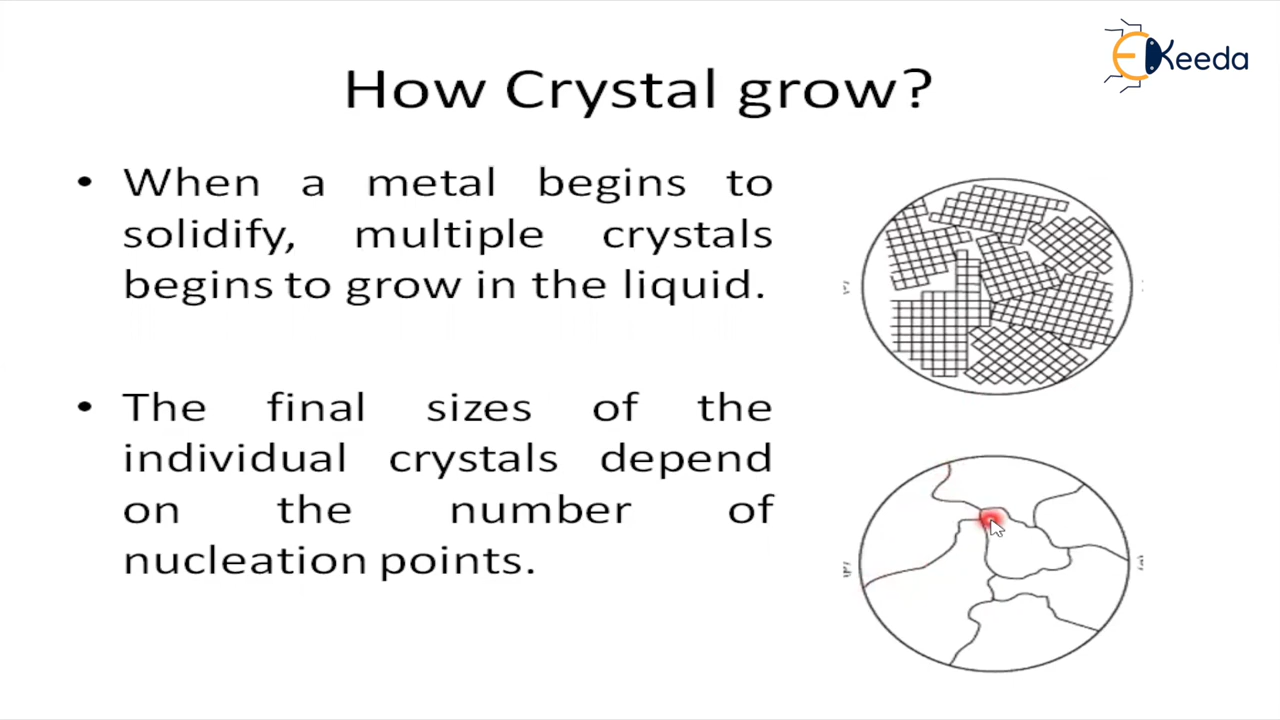 EKeeda
How Crystal grow?
• When a metal begins to
solidify, multiple crystals
begins to grow in the liquid.
• The final sizes of the
individual crystals depend
on the number of
nucleation points.